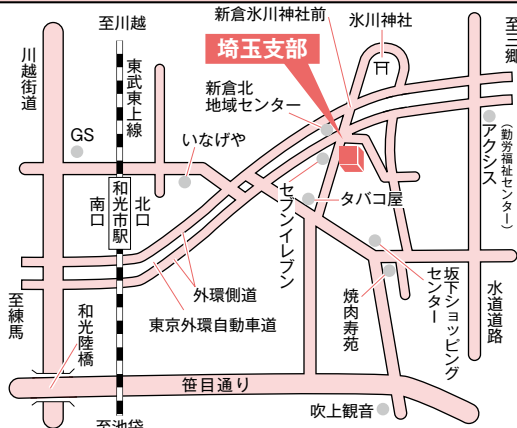 至川越
新倉氷川神社前
氷川神社
至三郷
川越街道
東武東上線
埼玉支部
新倉北
地域センター
GS
いなげや
アクシス
（勤労福祉センター）
和光市駅
北口
南口
セブンイレブン
タバコ屋
外環側道
東京外環自動車道
焼肉寿苑
坂下ショッピング
センター
水道道路
至練馬
和光陸橋
笹目通り
吹上観音
至池袋